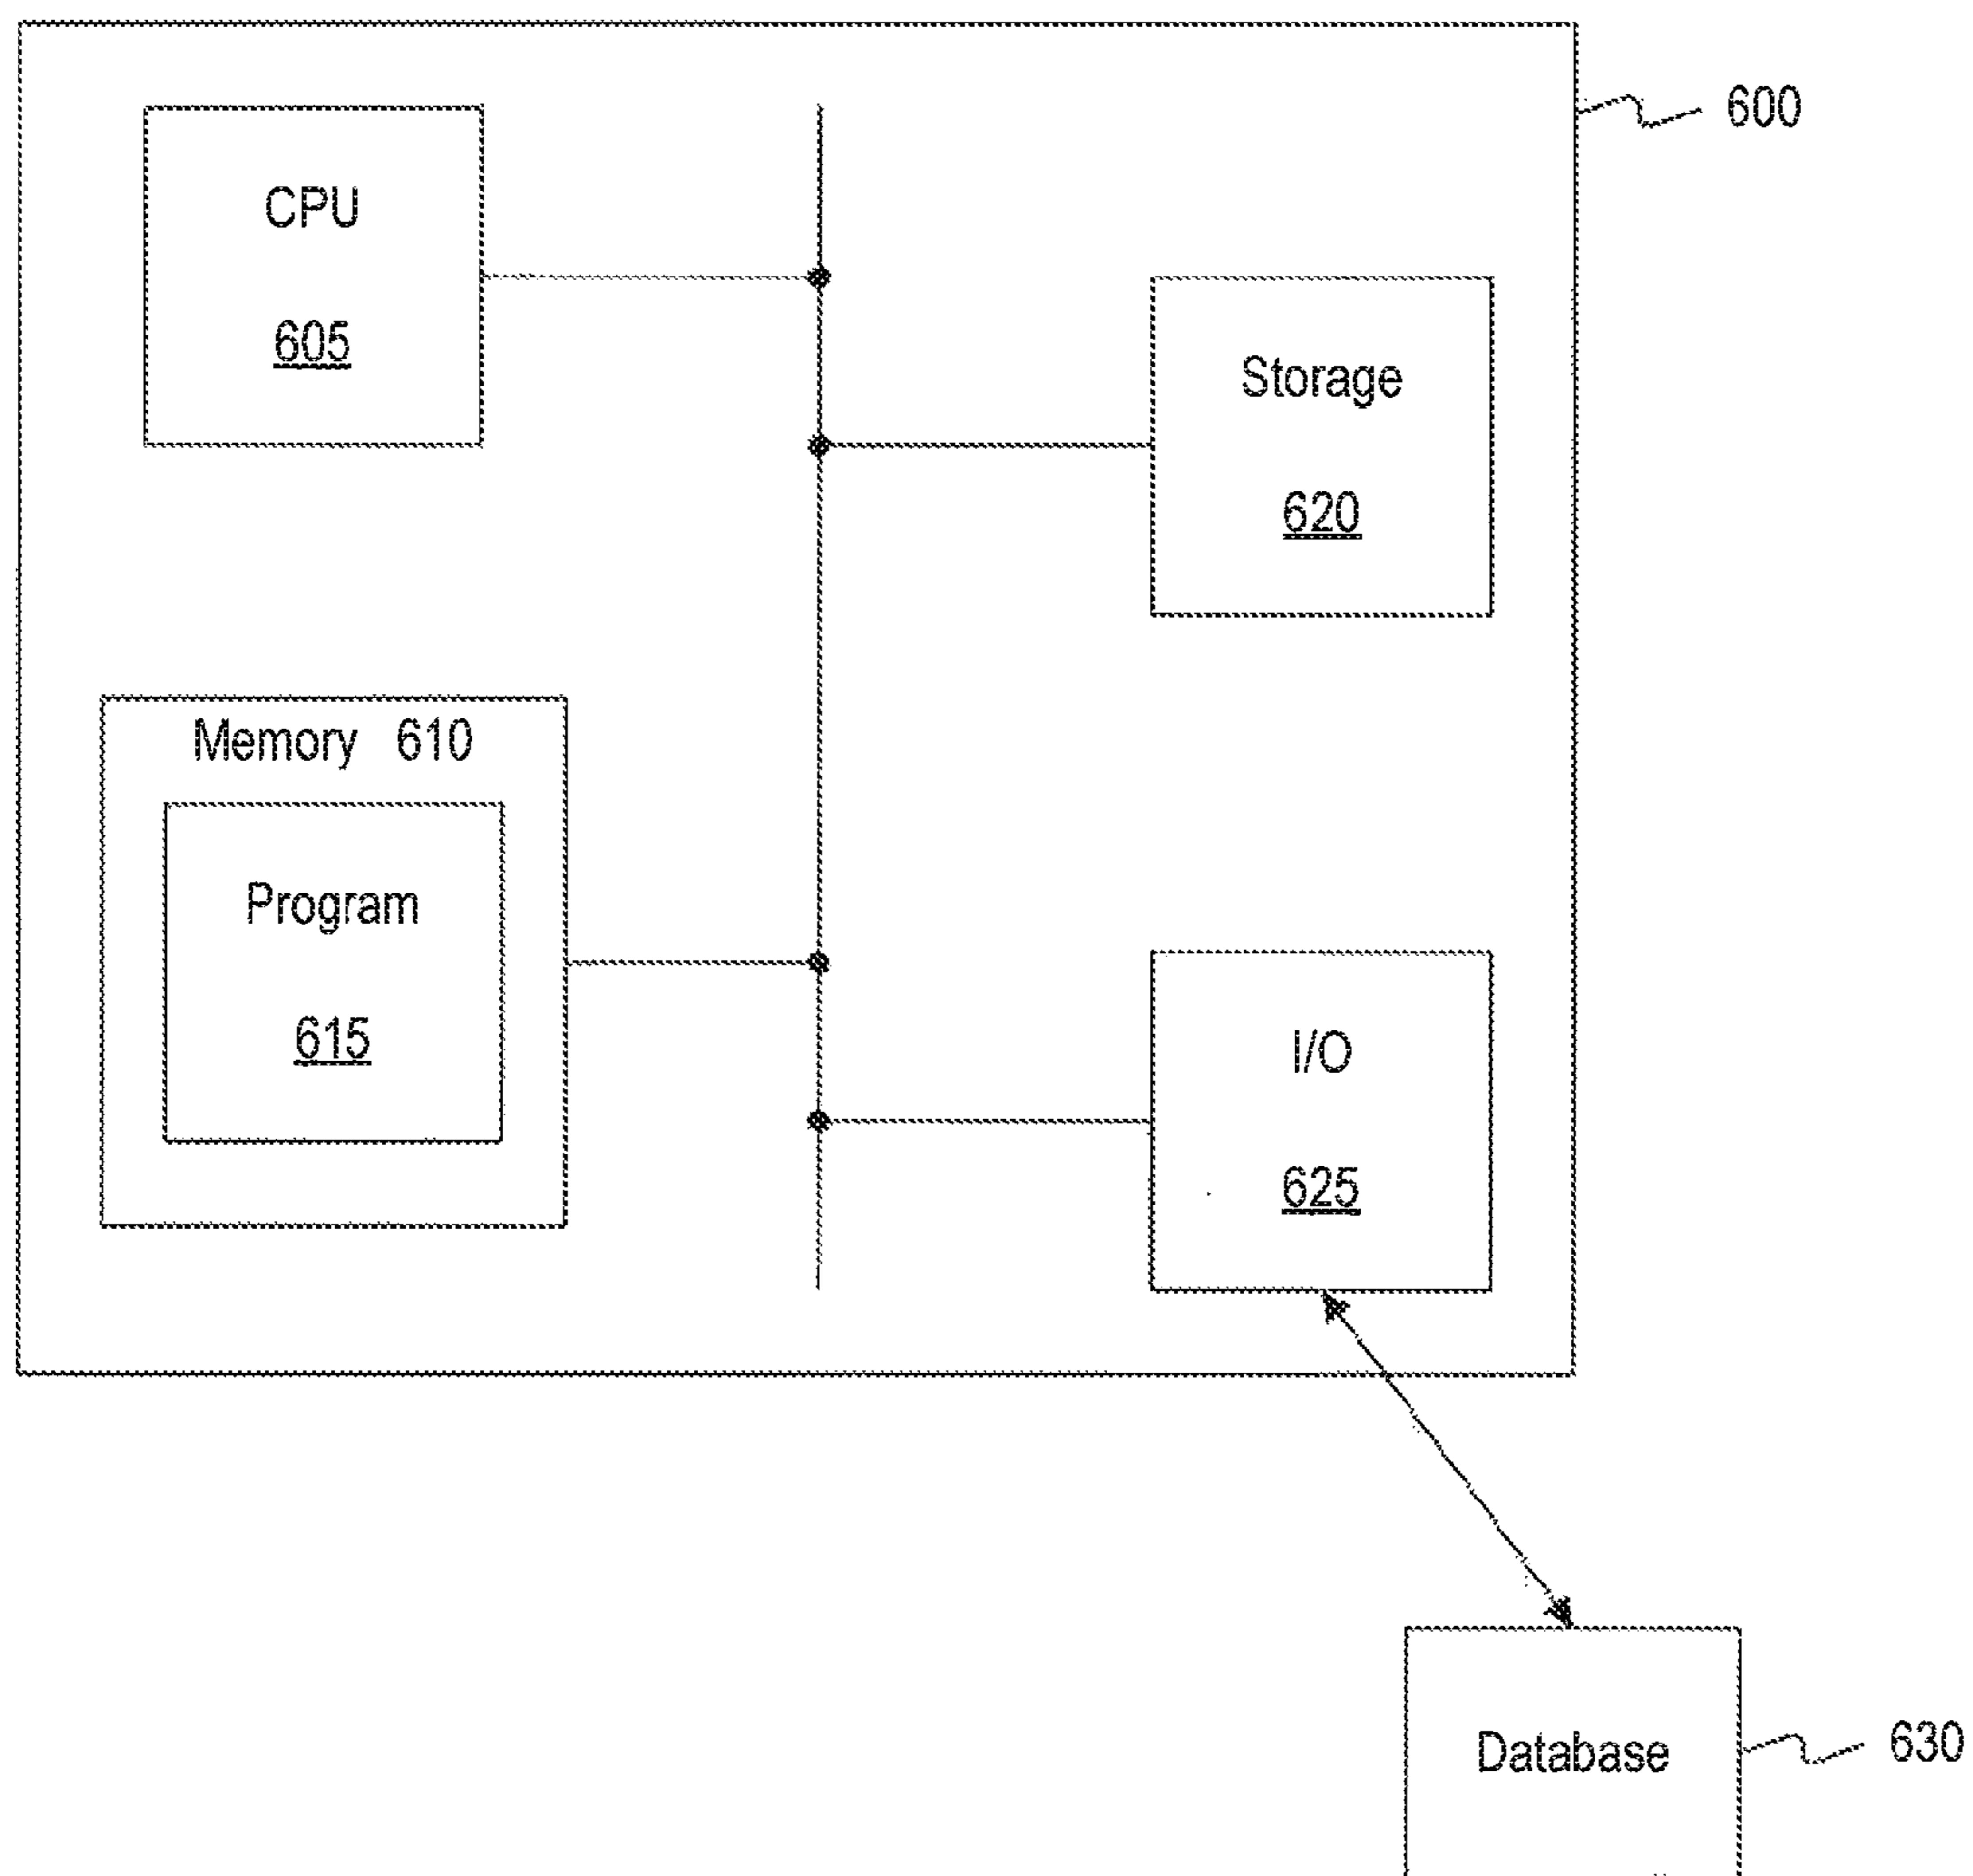 600
CPU
605
Storage
620
Memory 610
Program
615
I/O
625
Database
630